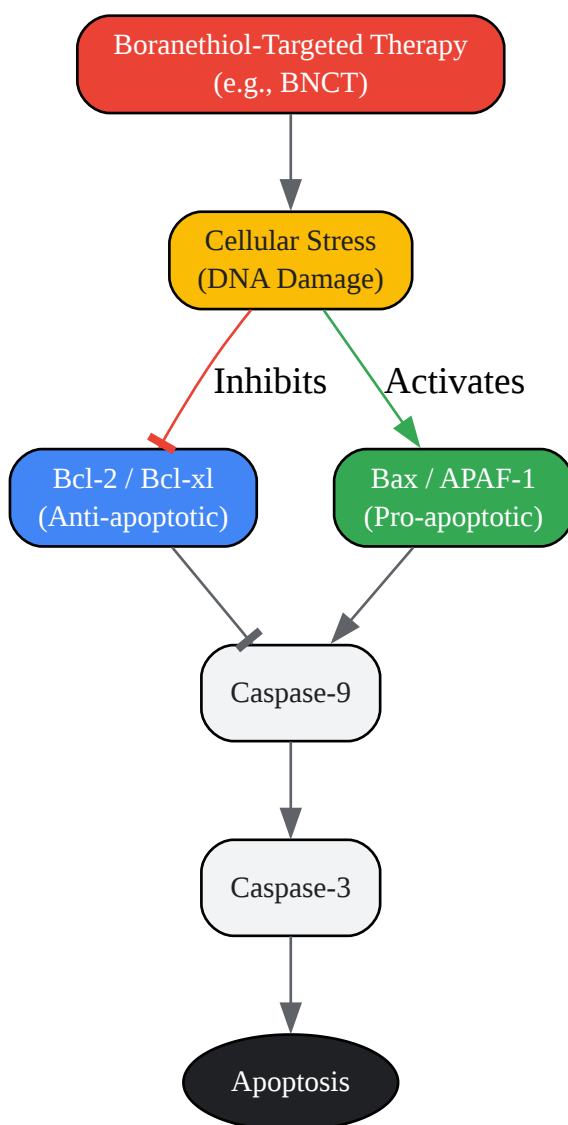 Boranethiol-Targeted Therapy
(e.g., BNCT)
Cellular Stress
(DNA Damage)
Inhibits
Activates
Bcl-2 / Bcl-xl
(Anti-apoptotic)
Bax / APAF-1
(Pro-apoptotic)
Caspase-9
Caspase-3
Apoptosis